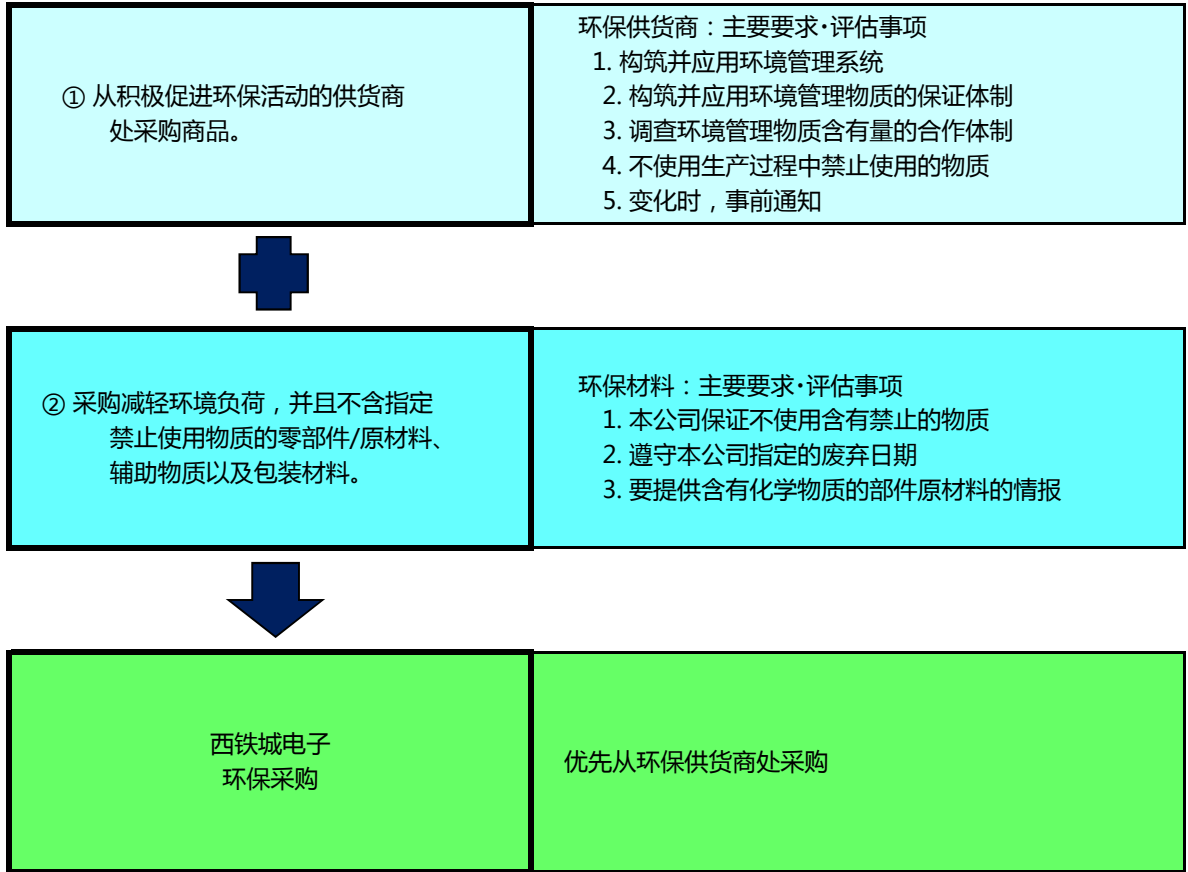 ① 从积极促进环保活动的供货商
处采购商品。
环保供货商：主要要求･评估事项
1. 构筑并应用环境管理系统
2. 构筑并应用环境管理物质的保证体制
3. 调查环境管理物质含有量的合作体制
4. 不使用生产过程中禁止使用的物质
5. 变化时，事前通知
② 采购减轻环境负荷，并且不含指定
禁止使用物质的零部件/原材料、
辅助物质以及包装材料。
环保材料：主要要求･评估事项
1. 本公司保证不使用含有禁止的物质
2. 遵守本公司指定的废弃日期
3. 要提供含有化学物质的部件原材料的情报
西铁城电子
环保采购
优先从环保供货商处采购